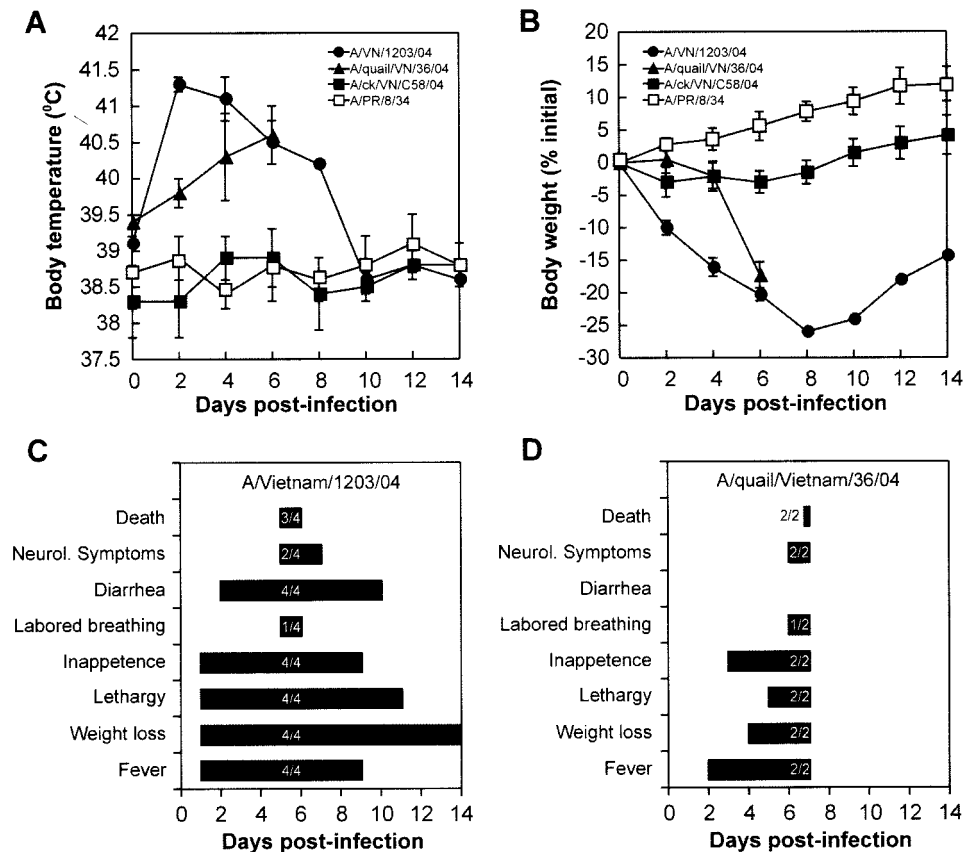 A
A/VN/1203/04
A/quail/VN/36/04
A/ck/VN/C58/04
A/PR/8/34
Body temperature (⁰C)
42
41.5
41
40.5
40
39.5
39
38.5
38
37.5
0 2 4 6 8 10 12 14
Days post-infection
B
A/VN/1203/04
A/quail/VN/36/04
A/ck/VN/C58/04
A/PR/8/34
Body weight (% initial)
20
15
10
5
0
-5
-10
-15
-20
-25
-30
0 2 4 6 8 10 12 14
Days post-infection
C
A/Vietnam/1203/04
Death 3/4
Neurol. Symptoms 2/4
Diarrhea 4/4
Labored breathing 1/4
Inappetence 4/4
Lethargy 4/4
Weight loss 4/4
Fever 4/4
0 2 4 6 8 10 12 14
Days post-infection
D
A/quail/Vietnam/36/04
Death 2/2
Neurol. Symptoms 2/2
Diarrhea
Labored breathing 1/2
Inappetence 2/2
Lethargy 2/2
Weight loss 2/2
Fever 2/2
0 2 4 6 8 10 12 14
Days post-infection